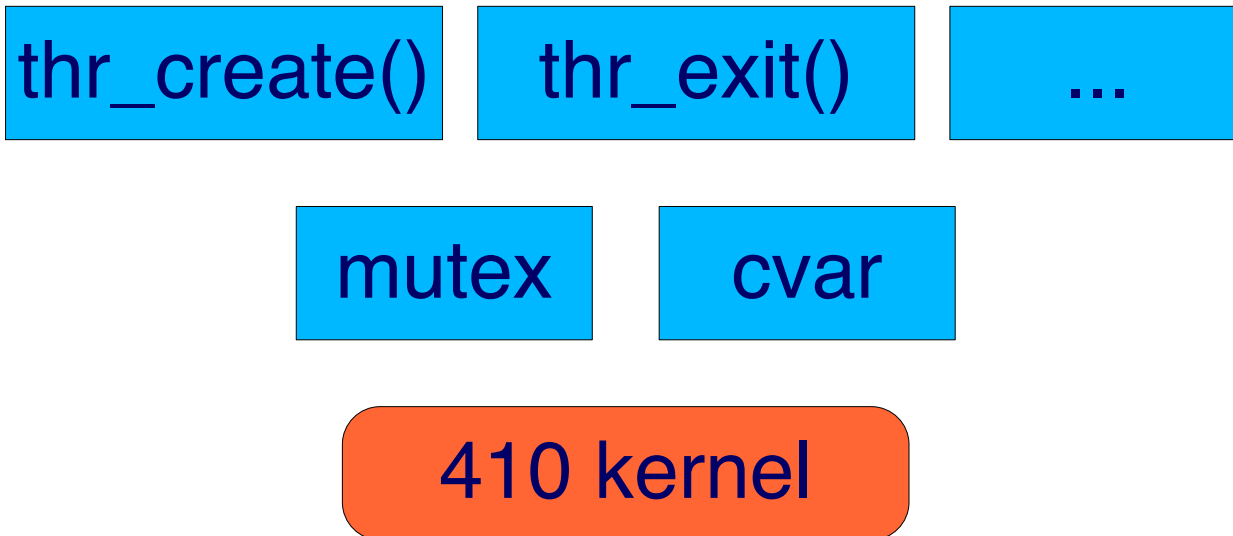 thr_create() thr_exit() ...
mutex cvar
410 kernel